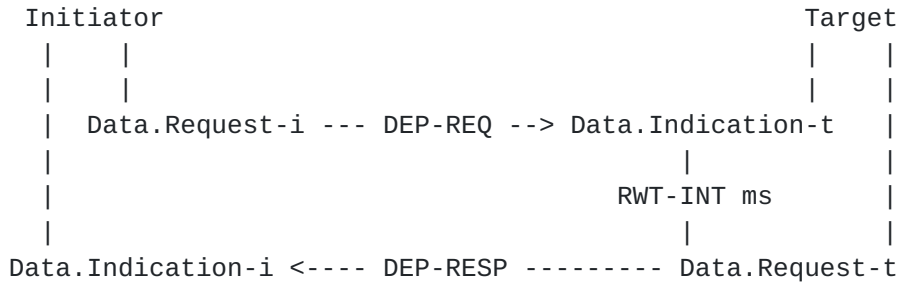 Initiator Target
| | | |
| | | |
| Data.Request-i --- DEP-REQ --> Data.Indication-t |
| | |
| RWT-INT ms |
| | |
Data.Indication-i <---- DEP-RESP --------- Data.Request-t